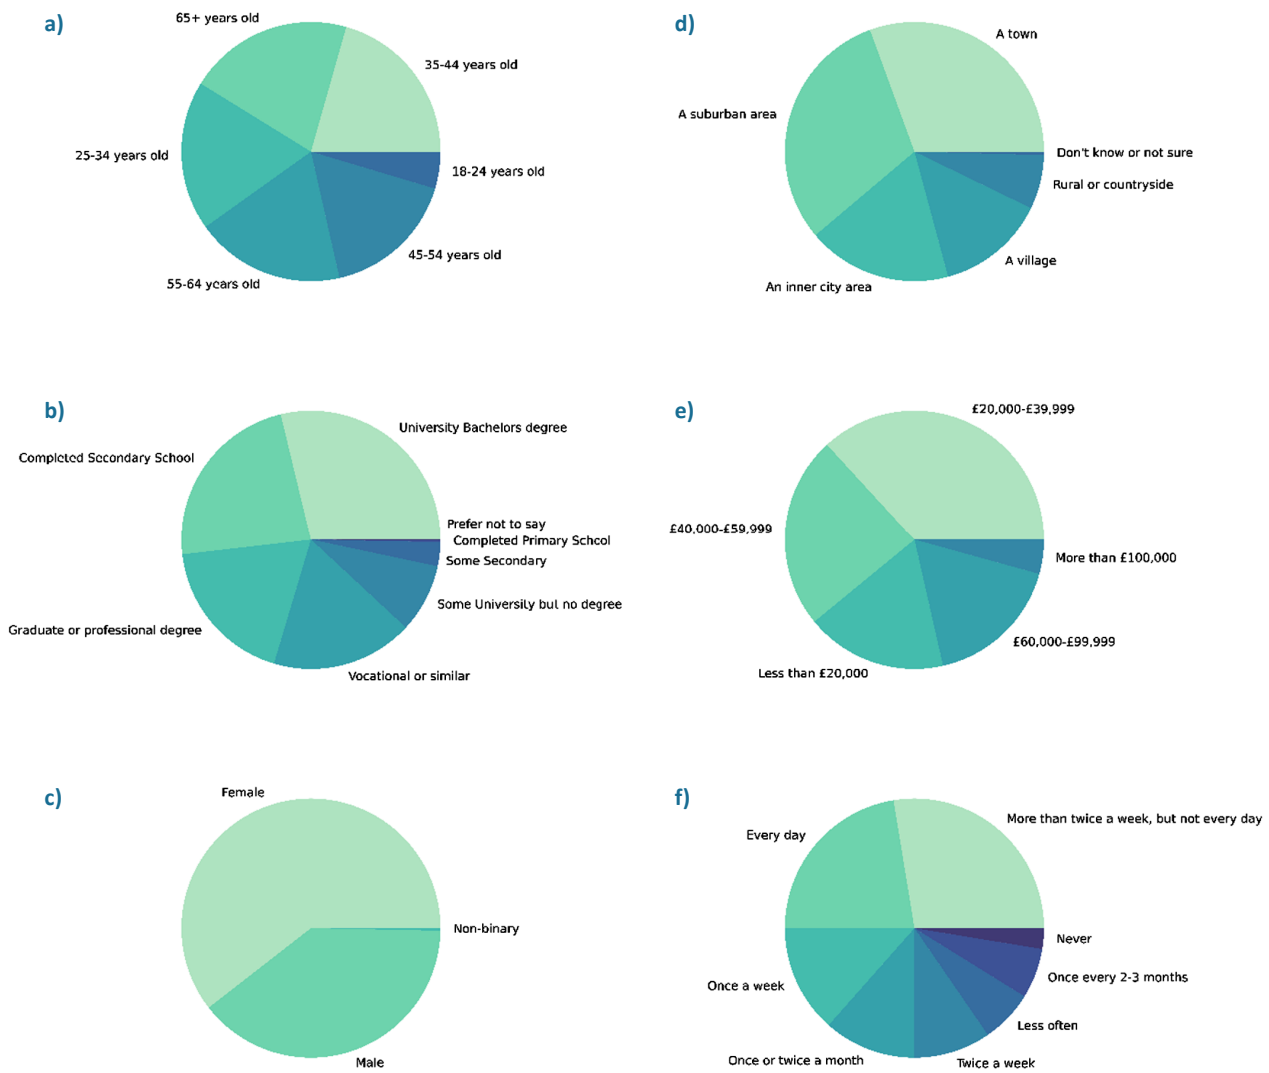 a)
65+ years old
35-44 years old
25-34 years old
18-24 years old
45-54 years old
55-64 years old
d)
A town
A suburban area
Don't know or not sure
Rural or countryside
A village
An inner city area
b)
University Bachelors degree
Completed Secondary School
Prefer not to say
Completed Primary School
Some Secondary
Some University but no degree
Graduate or professional degree
Vocational or similar
e)
£20,000-£39,999
£40,000-£59,999
More than £100,000
£60,000-£99,999
Less than £20,000
c)
Female
Non-binary
Male
f)
More than twice a week, but not every day
Every day
Never
Once every 2-3 months
Once a week
Less often
Once or twice a month
Twice a week